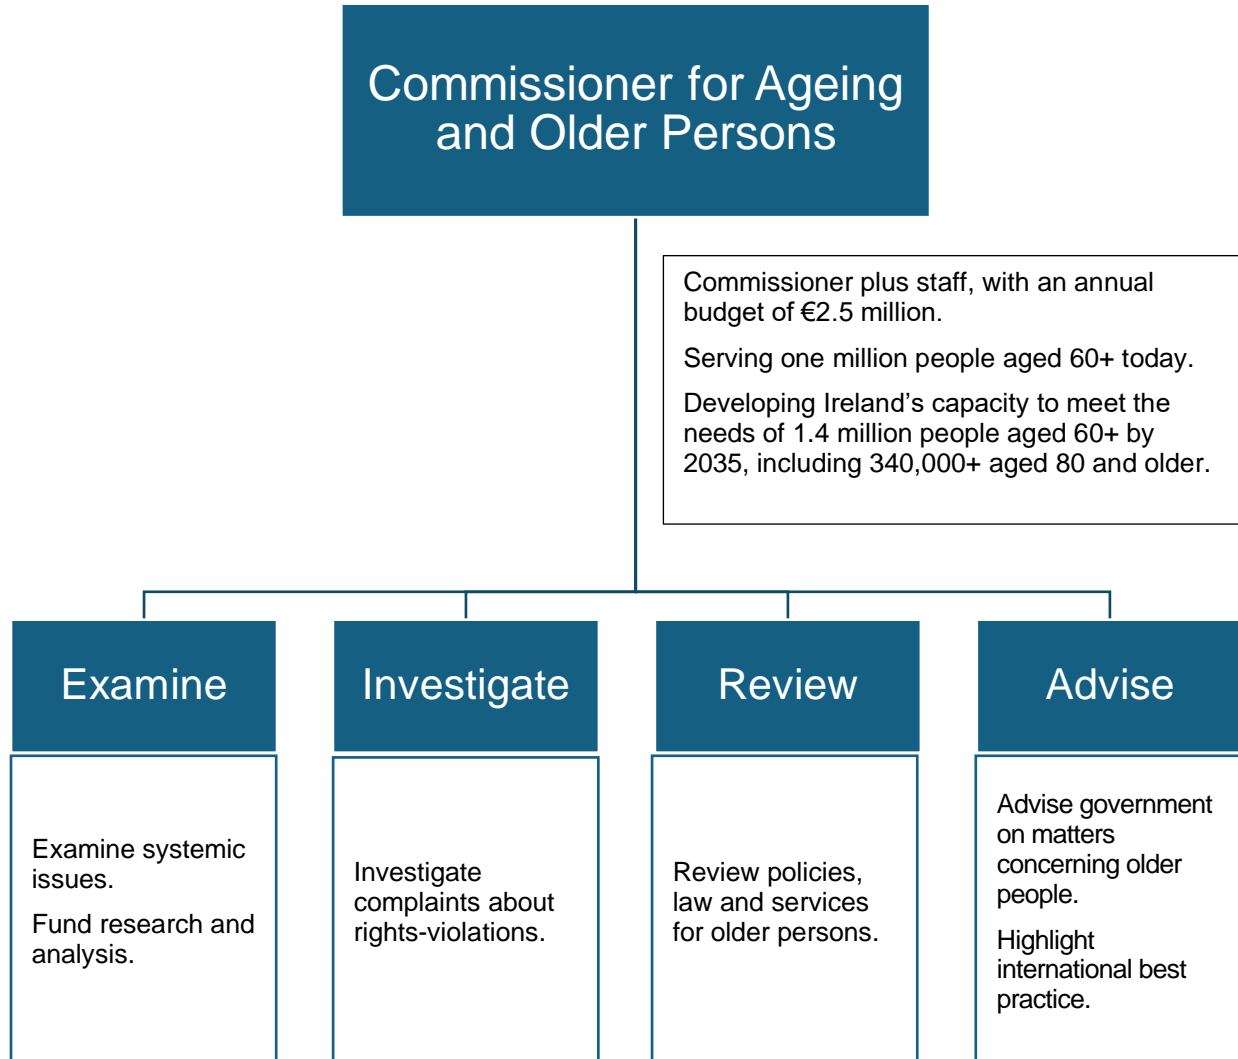 Commissioner for Ageing
and Older Persons
Commissioner plus staff, with an annual
budget of €2.5 million.
Serving one million people aged 60+ today.
Developing Ireland’s capacity to meet the
needs of 1.4 million people aged 60+ by
2035, including 340,000+ aged 80 and older.
Examine
Examine systemic
issues.
Fund research and
analysis.
Investigate
Investigate
complaints about
rights-violations.
Review
Review policies,
law and services
for older persons.
Advise
Advise government
on matters
concerning older
people.
Highlight
international best
practice.